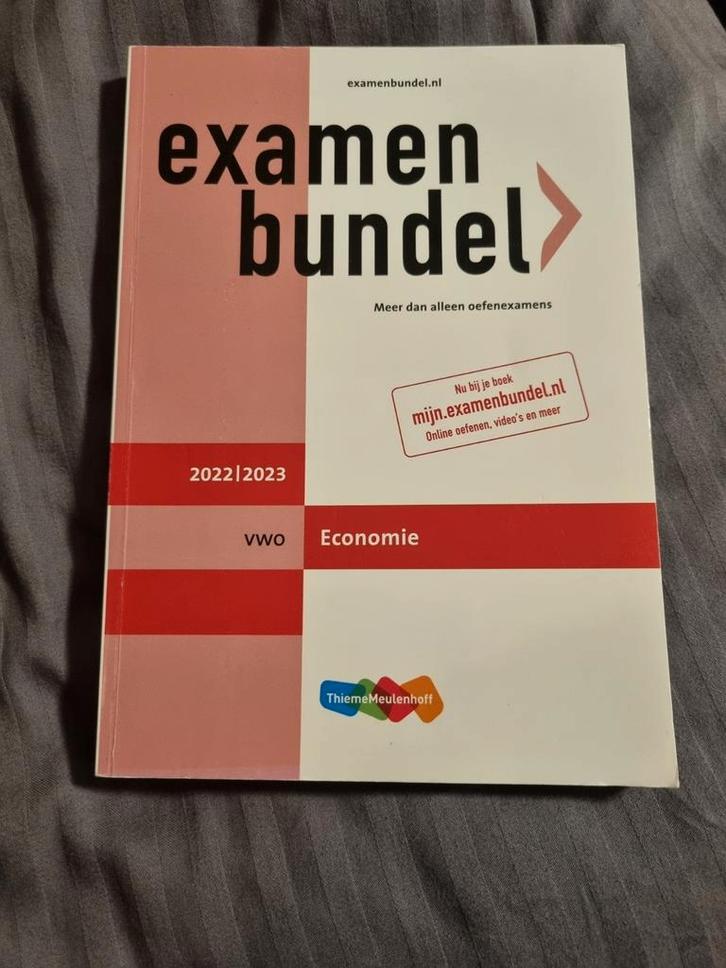 examenbundel.nl
examen
bundel
Meer dan alleen oefenexamens
Nu bij je boek
mijn.examenbundel.nl
Online oefenen, video's en meer
2022|2023
vwo
Economie
ThiemeMeulenhoff